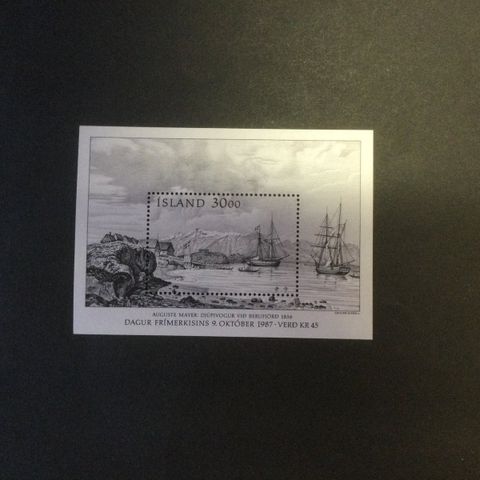 ÍSLAND 3000
AUGUSTE MAYER: DJÚPIVOGUR VIÐ BERUFJÖRÐ 1836
DAGUR FRÍMERKISINS 9. OKTÓBER 1987 · VERÐ KR 45